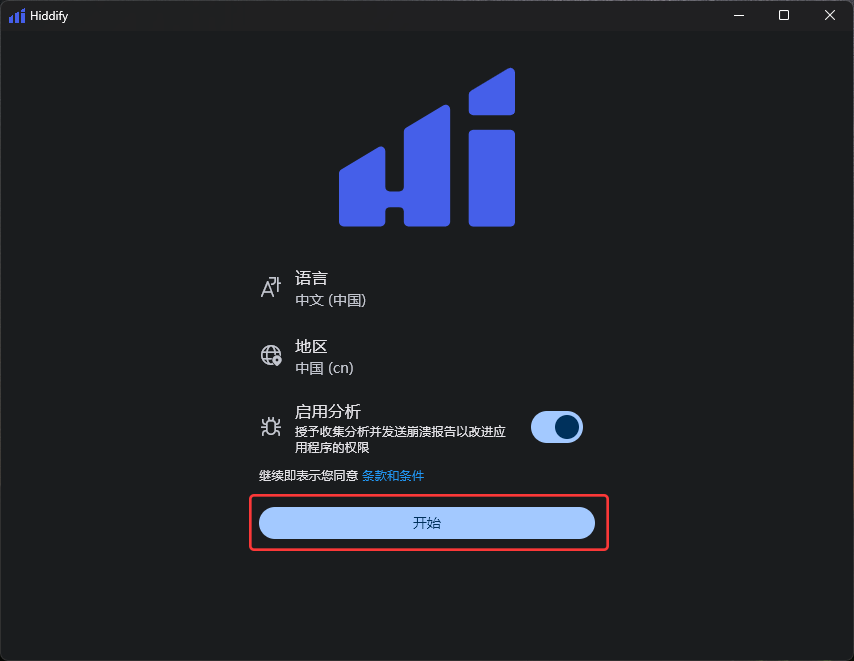 Hiddify
语言
中文 (中国)
地区
中国 (cn)
启用分析
授予收集分析并发送崩溃报告以改进应
用程序的权限
继续即表示您同意 条款和条件
开始